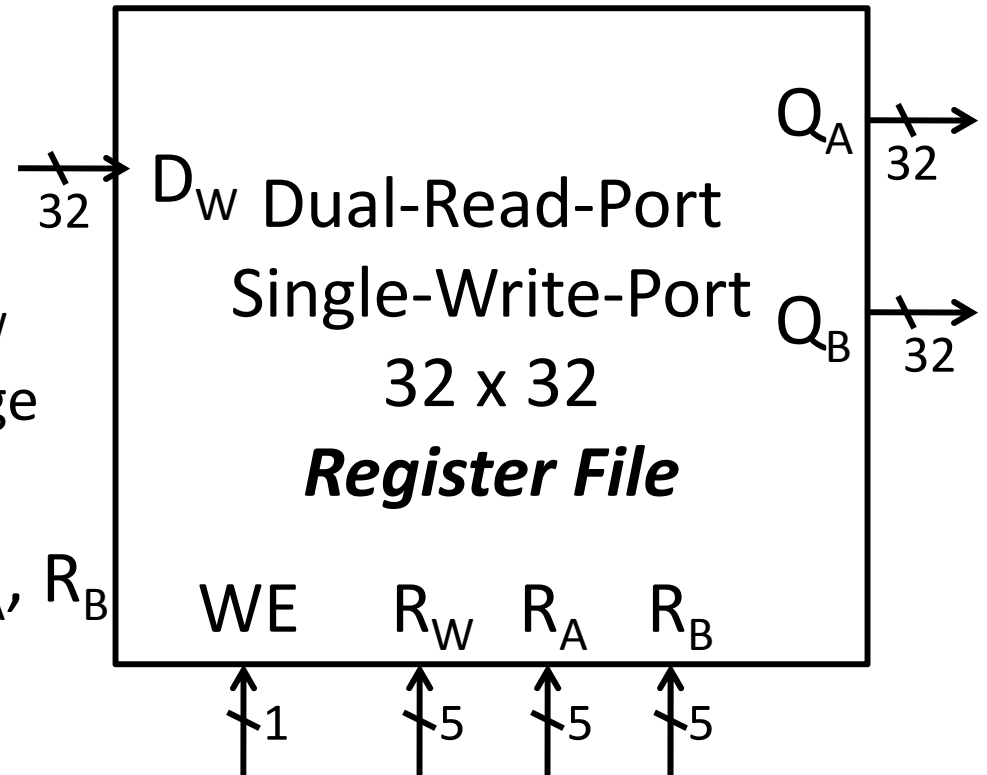 Q_A
32
D_W
32
Dual-Read-Port
Single-Write-Port
Q_B
32
32 x 32
Register File
, R_B
WE R_W R_A R_B
1 5 5 5